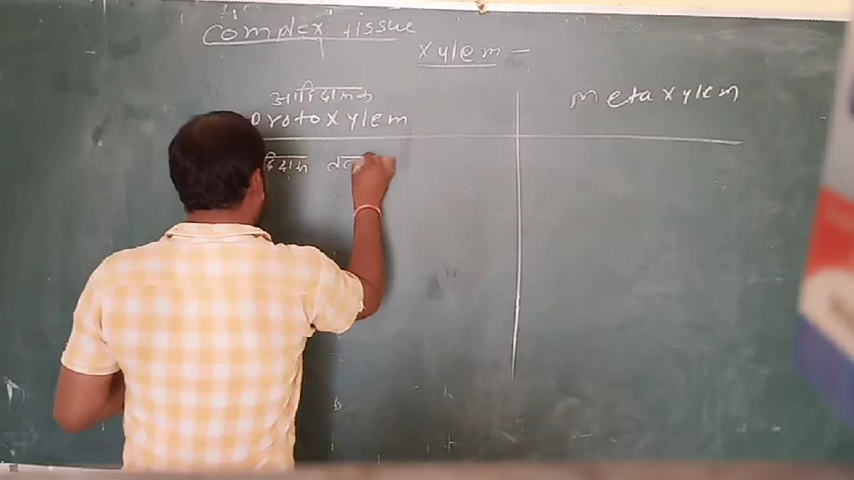 complex tissue
xylem -
आदिदारुक
protoxylem
metaxylem